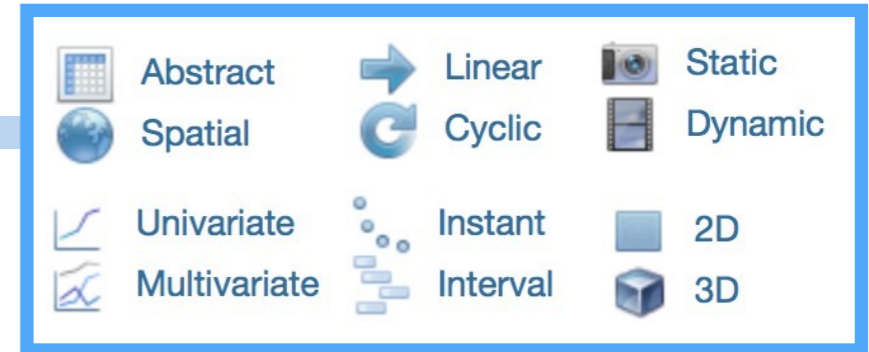 Abstract
Spatial
Linear
Cyclic
Static
Dynamic
Univariate
Multivariate
Instant
Interval
2D
3D